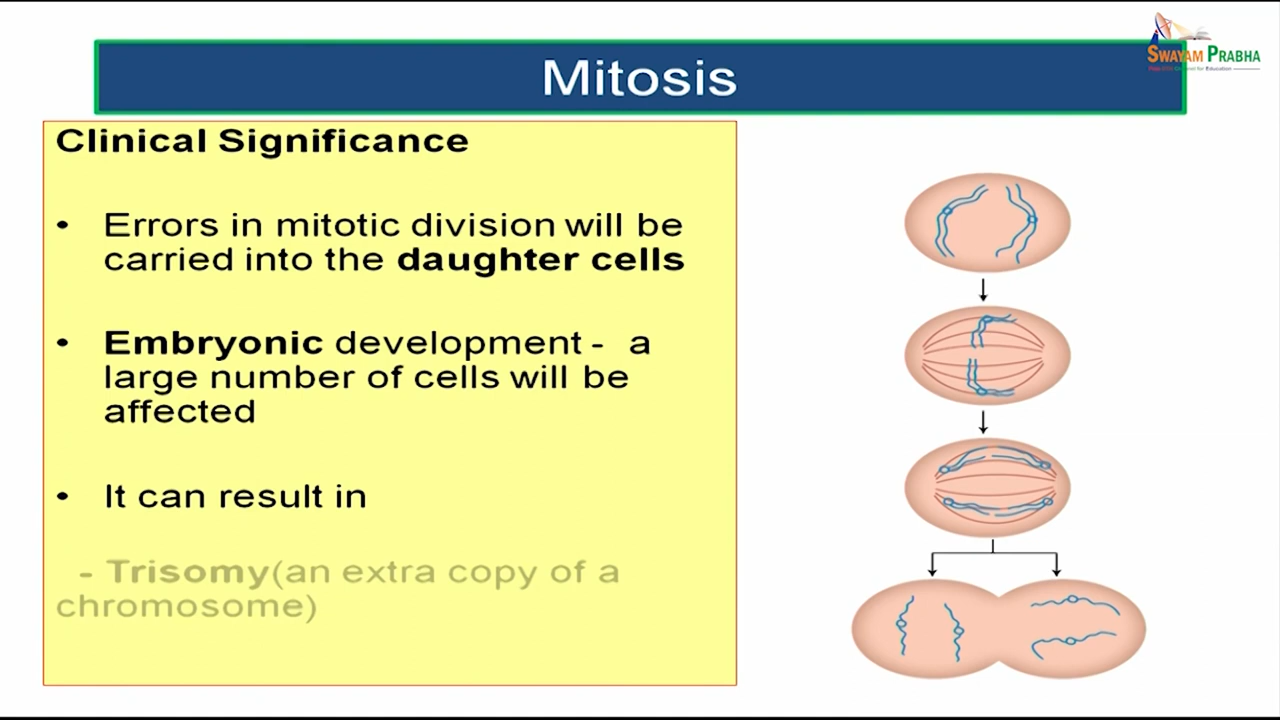 SWAYAM PRABHA
Mitosis
Clinical Significance
• Errors in mitotic division will be
carried into the daughter cells
• Embryonic development - a
large number of cells will be
affected
• It can result in
- Trisomy(an extra copy of a
chromosome)